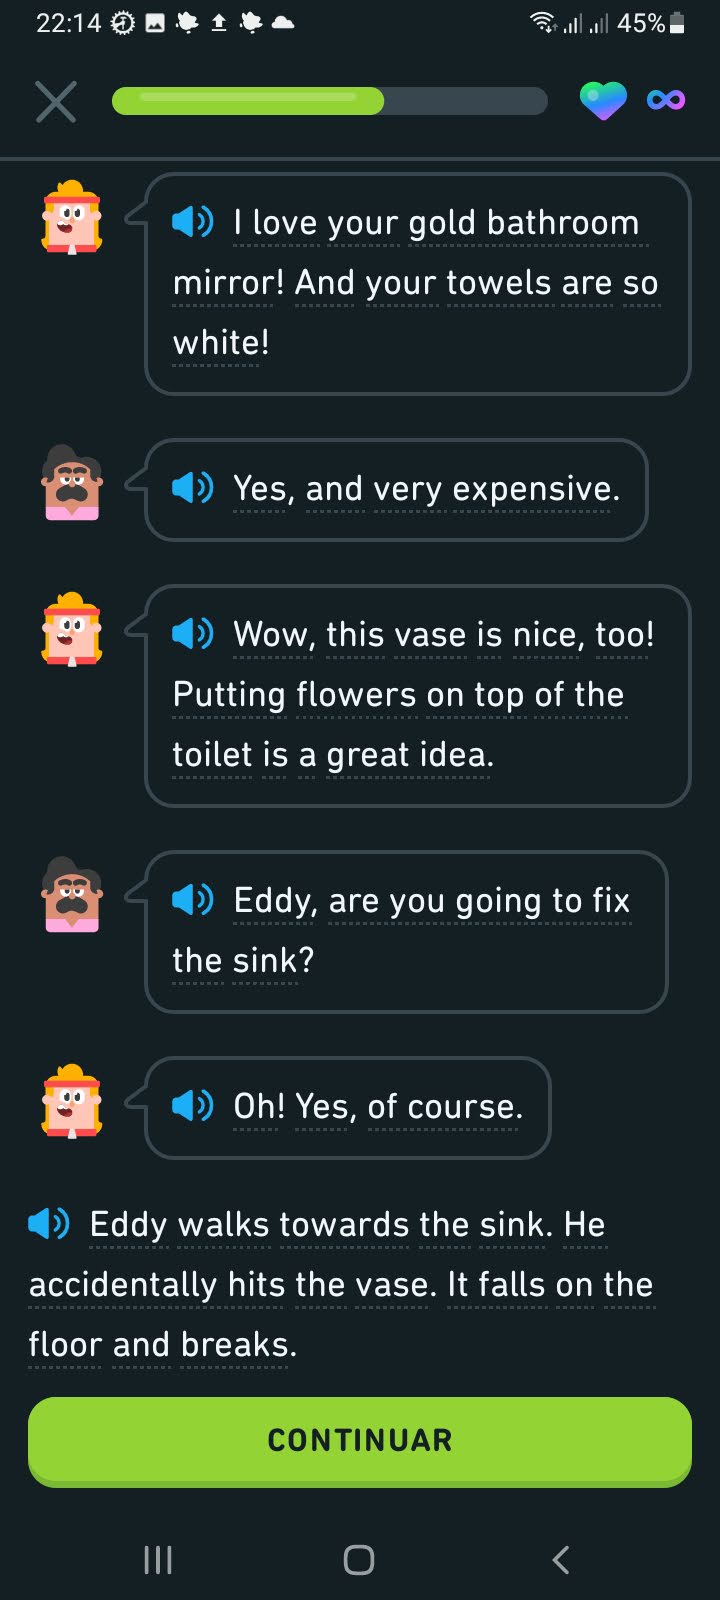 22:14
45%
I love your gold bathroom
mirror! And your towels are so
white!
Yes, and very expensive.
Wow, this vase is nice, too!
Putting flowers on top of the
toilet is a great idea.
Eddy, are you going to fix
the sink?
Oh! Yes, of course.
Eddy walks towards the sink. He
accidentally hits the vase. It falls on the
floor and breaks.
CONTINUAR